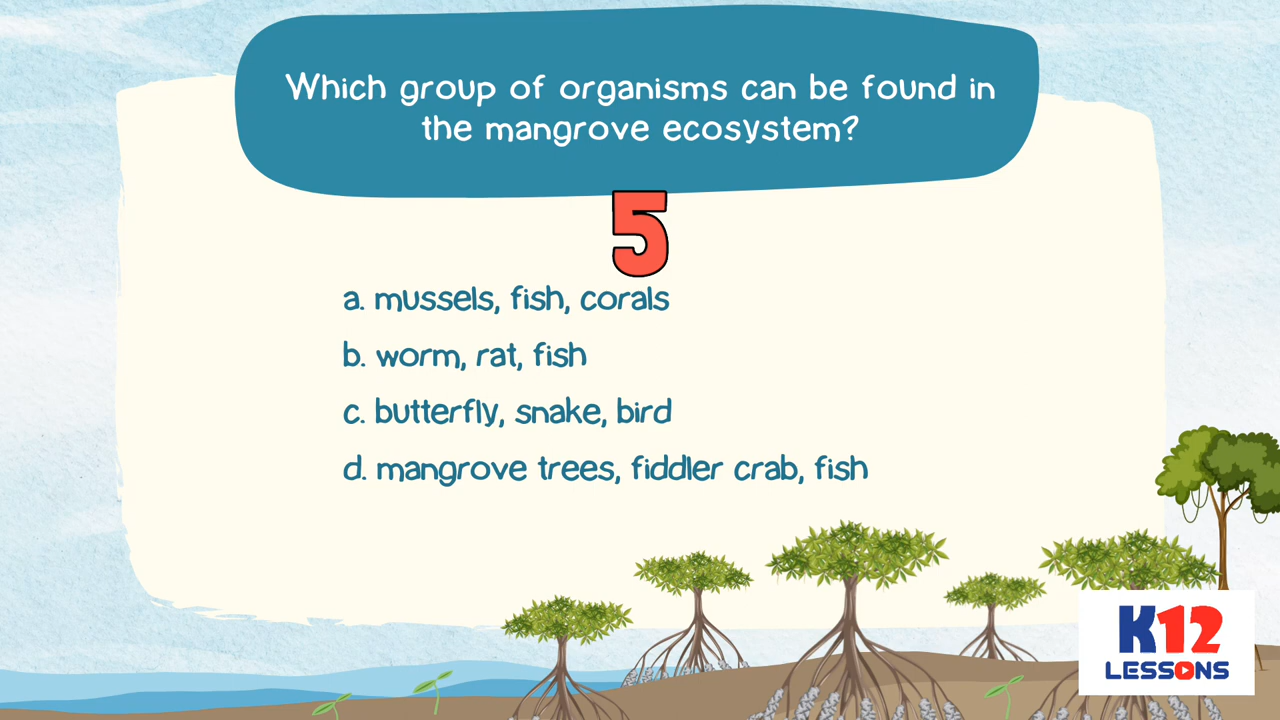 Which group of organisms can be found in
the mangrove ecosystem?
5
a. mussels, fish, corals
b. worm, rat, fish
c. butterfly, snake, bird
d. mangrove trees, fiddler crab, fish
K12
LESSONS